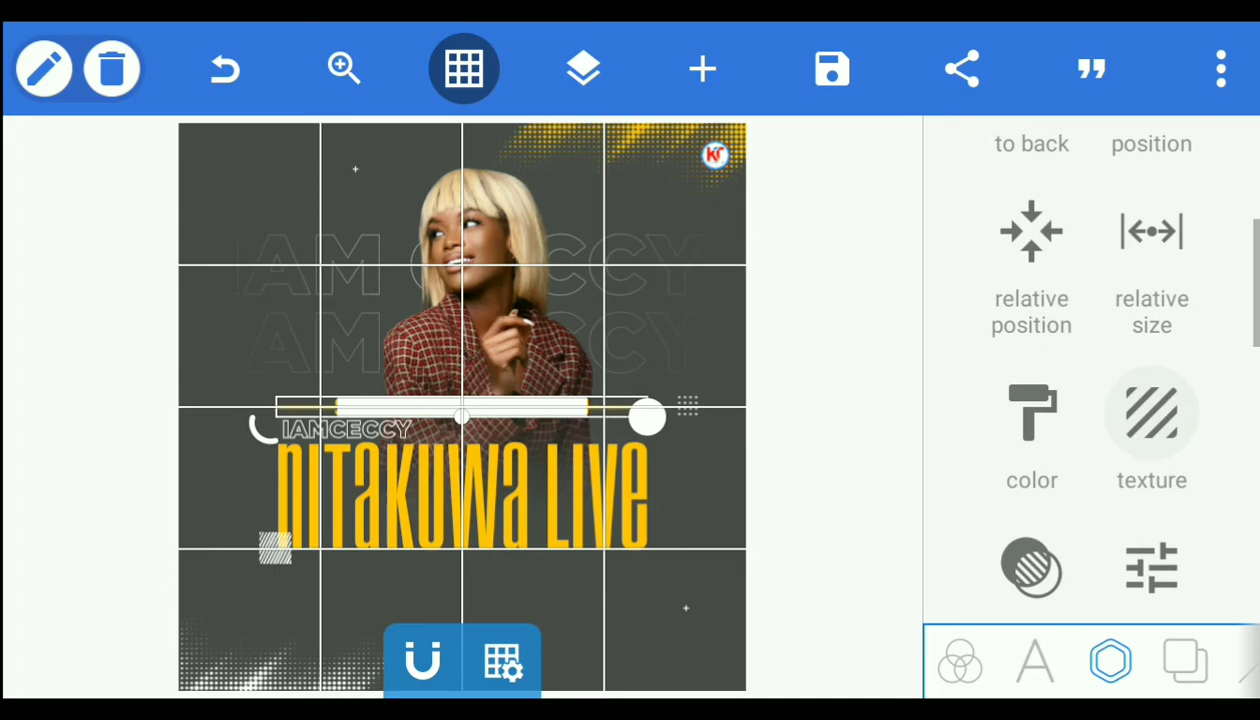 to back
position
IAM CECCY
IAM CECCY
relative position
relative size
IAMCECCY
nITaKUWa LIVe
color
texture